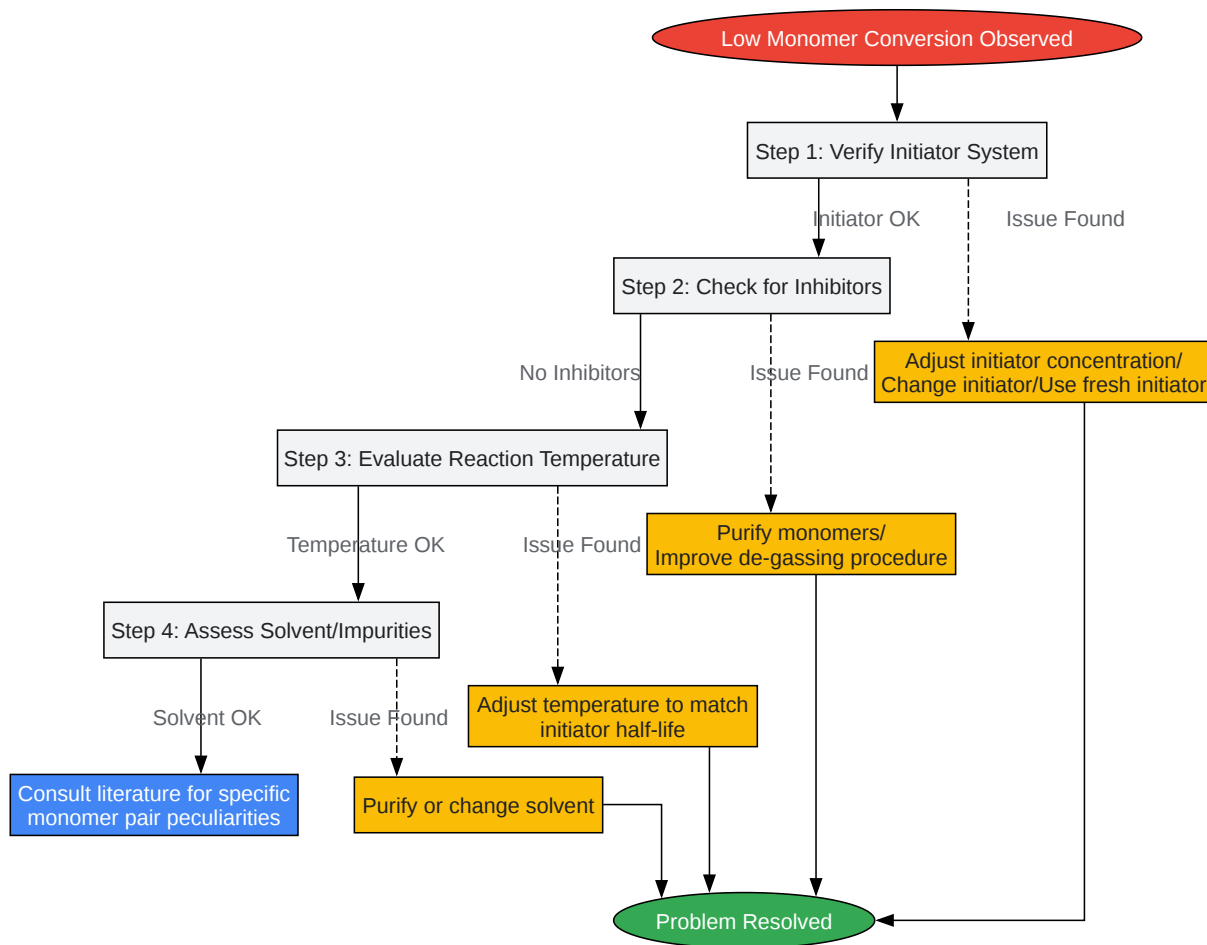 Low Monomer Conversion Observed
Step 1: Verify Initiator System
Initiator OK
Issue Found
Step 2: Check for Inhibitors
Adjust initiator concentration/
Change initiator/Use fresh initiator
No Inhibitors
Issue Found
Step 3: Evaluate Reaction Temperature
Purify monomers/
Improve de-gassing procedure
Temperature OK
Issue Found
Step 4: Assess Solvent/Impurities
Adjust temperature to match
initiator half-life
Solvent OK
Issue Found
Consult literature for specific
monomer pair peculiarities
Purify or change solvent
Problem Resolved